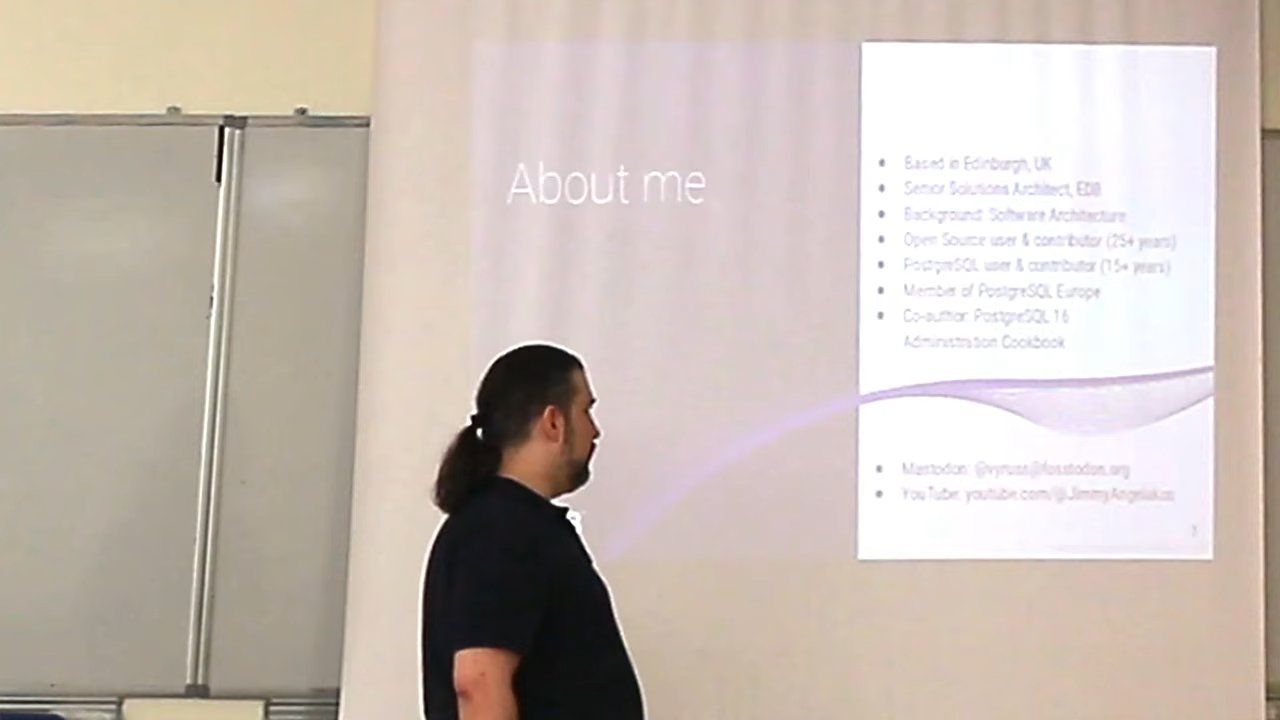 About me
Based in Edinburgh, UK
Senior Solutions Architect, EDB
Background: Software Architecture
Open Source user & contributor (25+ years)
PostgreSQL user & contributor (15+ years)
Member of PostgreSQL Europe
Co-author: PostgreSQL 16
Administration Cookbook
Mastodon: @vyruss@fosstodon.org
YouTube: youtube.com/@JimmyAngelakos